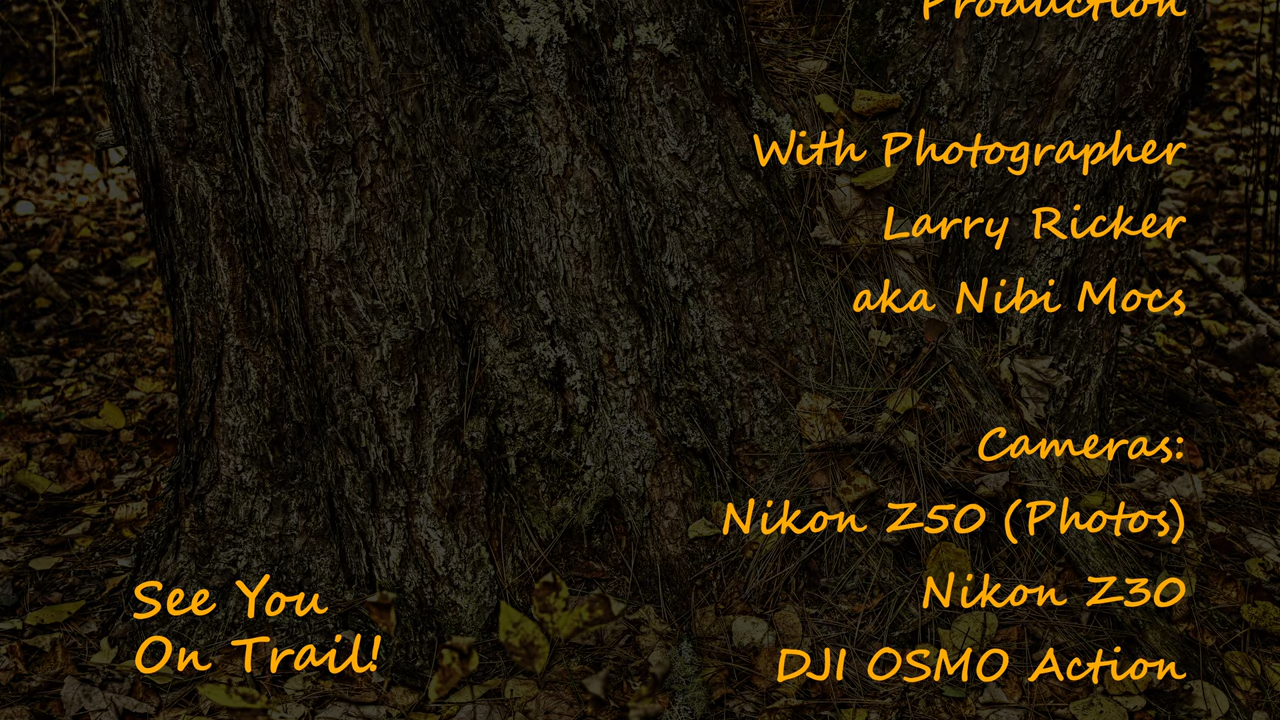 Production
With Photographer
Larry Ricker
aka Nibi Mocs
Cameras:
Nikon Z50 (Photos)
Nikon Z30
DJI OSMO Action
See You
On Trail!